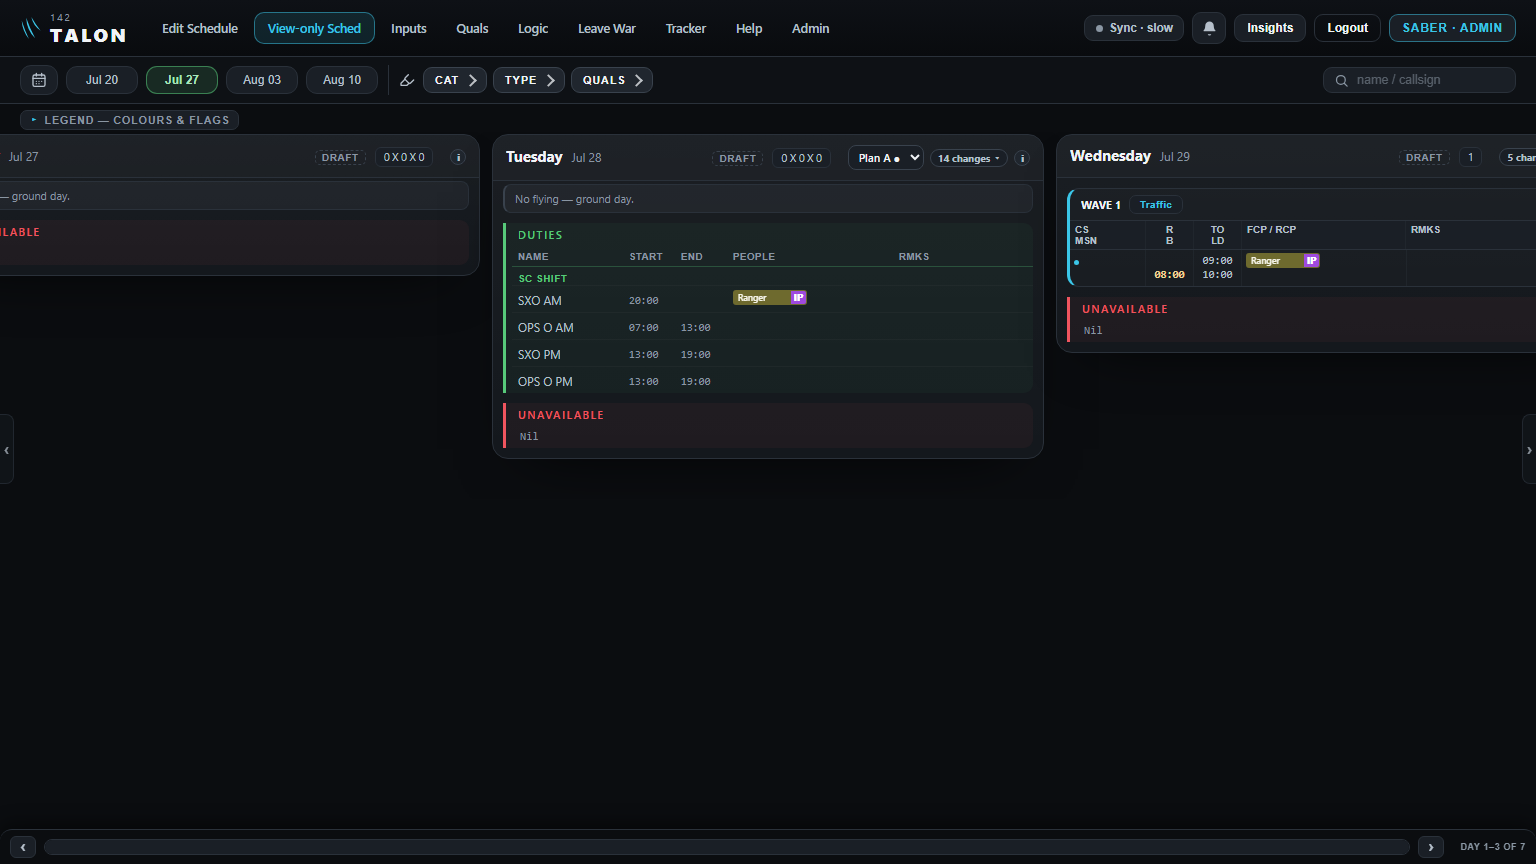 142
TALON
Edit Schedule
View-only Sched
Inputs
Quals
Logic
Leave War
Tracker
Help
Admin
Sync · slow
Insights
Logout
SABER · ADMIN
Jul 20
Jul 27
Aug 03
Aug 10
CAT
TYPE
QUALS
name / callsign
LEGEND — COLOURS & FLAGS
Jul 27
DRAFT
0X0X0
i
— ground day.
LABLE
Tuesday Jul 28
DRAFT
0X0X0
Plan A ●
14 changes
i
No flying — ground day.
DUTIES
NAME START END PEOPLE RMKS
SC SHIFT
SXO AM 20:00 Ranger IP
OPS O AM 07:00 13:00
SXO PM 13:00 19:00
OPS O PM 13:00 19:00
UNAVAILABLE
Nil
Wednesday Jul 29
DRAFT
1
5 char
WAVE 1 Traffic
CS R TO FCP / RCP RMKS
MSN B LD
09:00 Ranger IP
08:00 10:00
UNAVAILABLE
Nil
DAY 1–3 OF 7